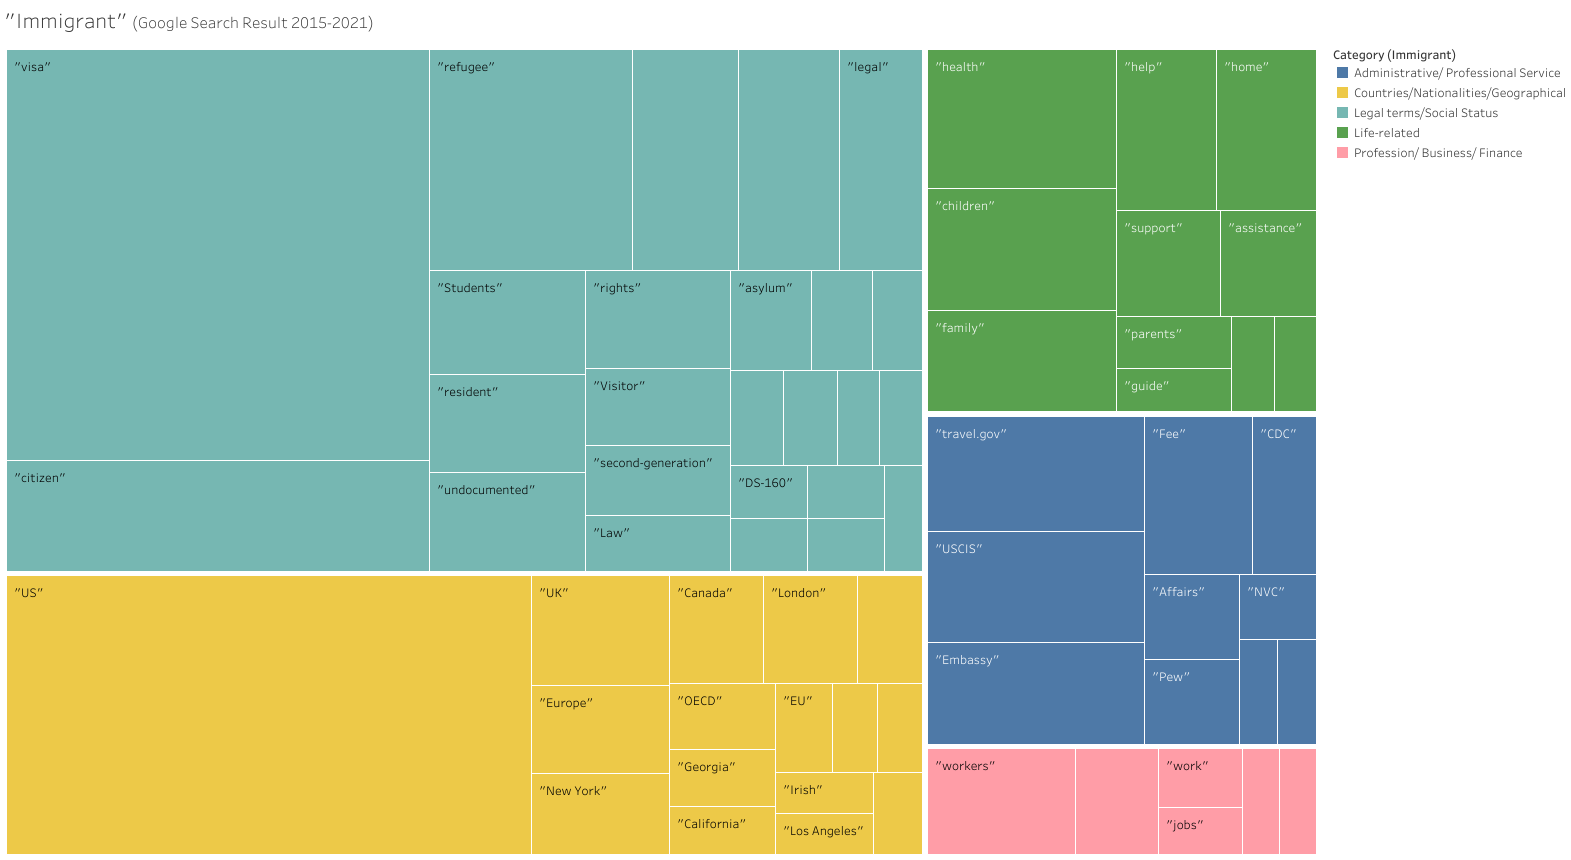 "Immigrant" (Google Search Result 2015-2021)
"visa"
"refugee"
"legal"
"Students"
"rights"
"asylum"
"resident"
"Visitor"
"second-generation"
"citizen"
"undocumented"
"DS-160"
"Law"
"US"
"UK"
"Canada"
"London"
"Europe"
"OECD"
"EU"
"Georgia"
"New York"
"Irish"
"California"
"Los Angeles"
"health"
"help"
"home"
"children"
"support"
"assistance"
"family"
"parents"
"guide"
"travel.gov"
"Fee"
"CDC"
"USCIS"
"Affairs"
"NVC"
"Embassy"
"Pew"
"workers"
"work"
"jobs"
Category (Immigrant)
Administrative/ Professional Service
Countries/Nationalities/Geographical
Legal terms/Social Status
Life-related
Profession/ Business/ Finance